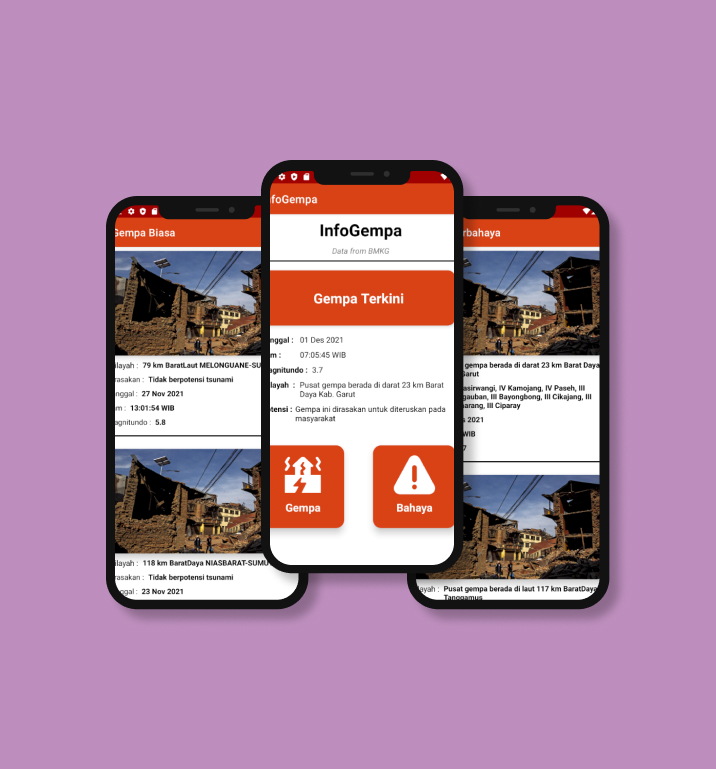 Gempa Biasa
ilayah : 79 km BaratLaut MELONGUANE-SU
rasakan : Tidak berpotensi tsunami
nggal : 27 Nov 2021
m : 13:01:54 WIB
agnitudo : 5.8
ilayah : 118 km BaratDaya NIASBARAT-SUMU
rasakan : Tidak berpotensi tsunami
nggal : 23 Nov 2021
nfoGempa
InfoGempa
Data from BMKG
Gempa Terkini
nggal : 01 Des 2021
m : 07:05:45 WIB
agnitundo : 3.7
layah : Pusat gempa berada di darat 23 km Barat
Daya Kab. Garut
tensi : Gempa ini dirasakan untuk diteruskan pada
masyarakat
Gempa
Bahaya
rbahaya
gempa berada di darat 23 km Barat Daya
Garut
asirwangi, IV Kamojang, IV Paseh, III
gauban, III Bayongbong, III Cikajang, III
arang, III Ciparay
s 2021
WIB
7
ayah : Pusat gempa berada di laut 117 km BaratDaya
Tanggamus